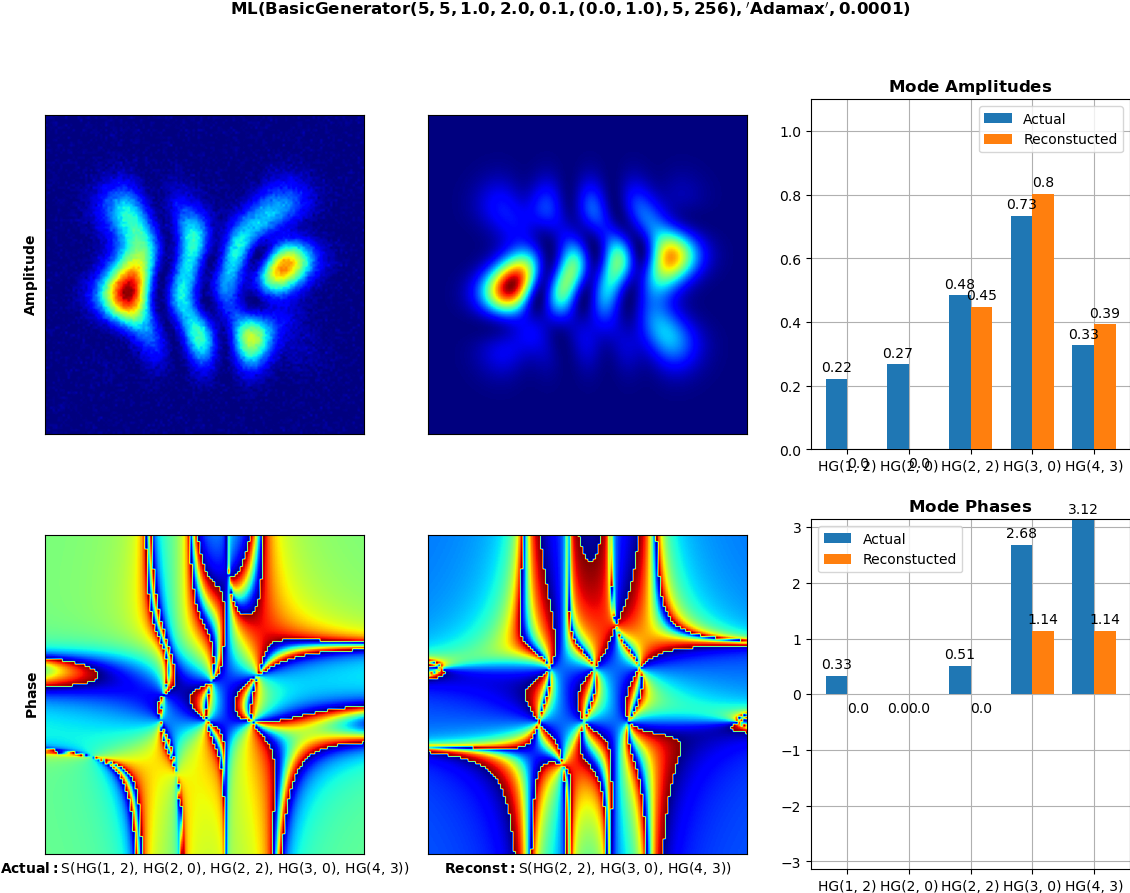 ML(BasicGenerator(5, 5, 1.0, 2.0, 0.1, (0.0, 1.0), 5, 256), 'Adamax', 0.0001)
Amplitude
Mode Amplitudes
Actual
Reconstucted
1.0
0.8
0.6
0.4
0.2
0.0
0.22
0.0
0.27
0.0
0.48
0.45
0.73
0.8
0.33
0.39
HG(1, 2) HG(2, 0) HG(2, 2) HG(3, 0) HG(4, 3)
Phase
Actual: S(HG(1, 2), HG(2, 0), HG(2, 2), HG(3, 0), HG(4, 3))
Reconst: S(HG(2, 2), HG(3, 0), HG(4, 3))
Mode Phases
Actual
Reconstucted
3
2
1
0
−1
−2
−3
0.33
0.0
0.0
0.0
0.51
0.0
2.68
1.14
3.12
1.14
HG(1, 2) HG(2, 0) HG(2, 2) HG(3, 0) HG(4, 3)